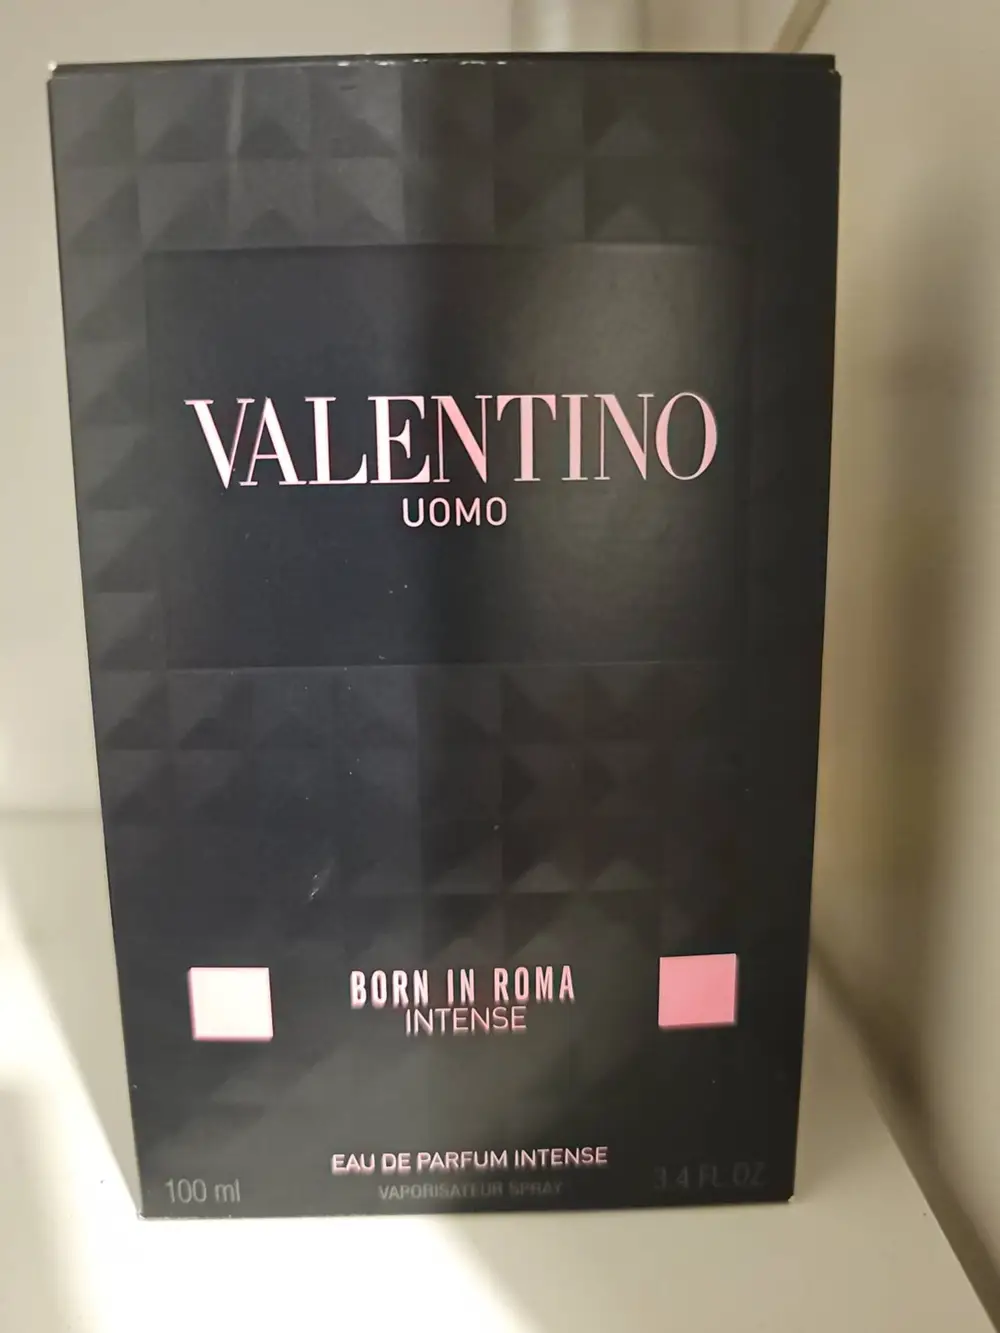 VALENTINO
UOMO
BORN IN ROMA
INTENSE
EAU DE PARFUM INTENSE
100 ml VAPORISATEUR SPRAY 3.4 FL OZ